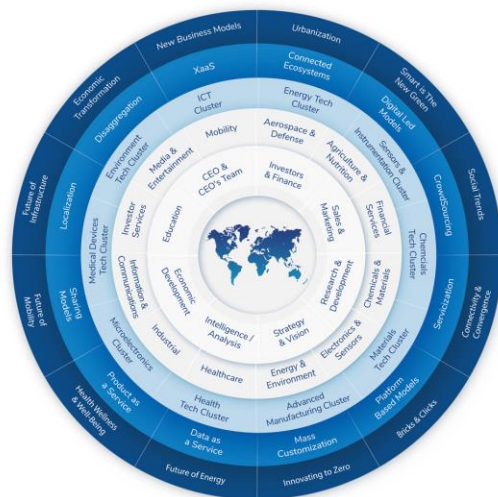 New Business Models
Urbanization
Smart is The
New Green
Social Trends
Connectivity &
Convergence
Bricks & Clicks
Innovating to Zero
Future of Energy
Health Wellness
& Well-Being
Future of
Mobility
Future of
Infrastructure
Economic
Transformation
XaaS
Connected
Ecosystems
Digital Led
Models
CrowdSourcing
Servicization
Platform
Based Models
Mass
Customization
Data as
a Service
Product as
a Service
Sharing
Models
Localization
Disaggregation
ICT
Cluster
Energy Tech
Cluster
Sensors &
Instrumentation Cluster
Chemcials
Tech Cluster
Materials
Tech Cluster
Advanced
Manufacturing Cluster
Health
Tech Cluster
Microelectronics
Cluster
Medical Devices
Tech Cluster
Environment
Tech Cluster
Mobility
Aerospace &
Defense
Agriculture &
Nutrition
Financial
Services
Chemicals
& Materials
Electronics &
Sensors
Energy &
Environment
Healthcare
Industrial
Information &
Communications
Investor
Services
Media &
Entertainment
CEO &
CEO's Team
Investors
& Finance
Sales &
Marketing
Research &
Development
Strategy
& Vision
Intelligence /
Analysis
Economic
Development
Education